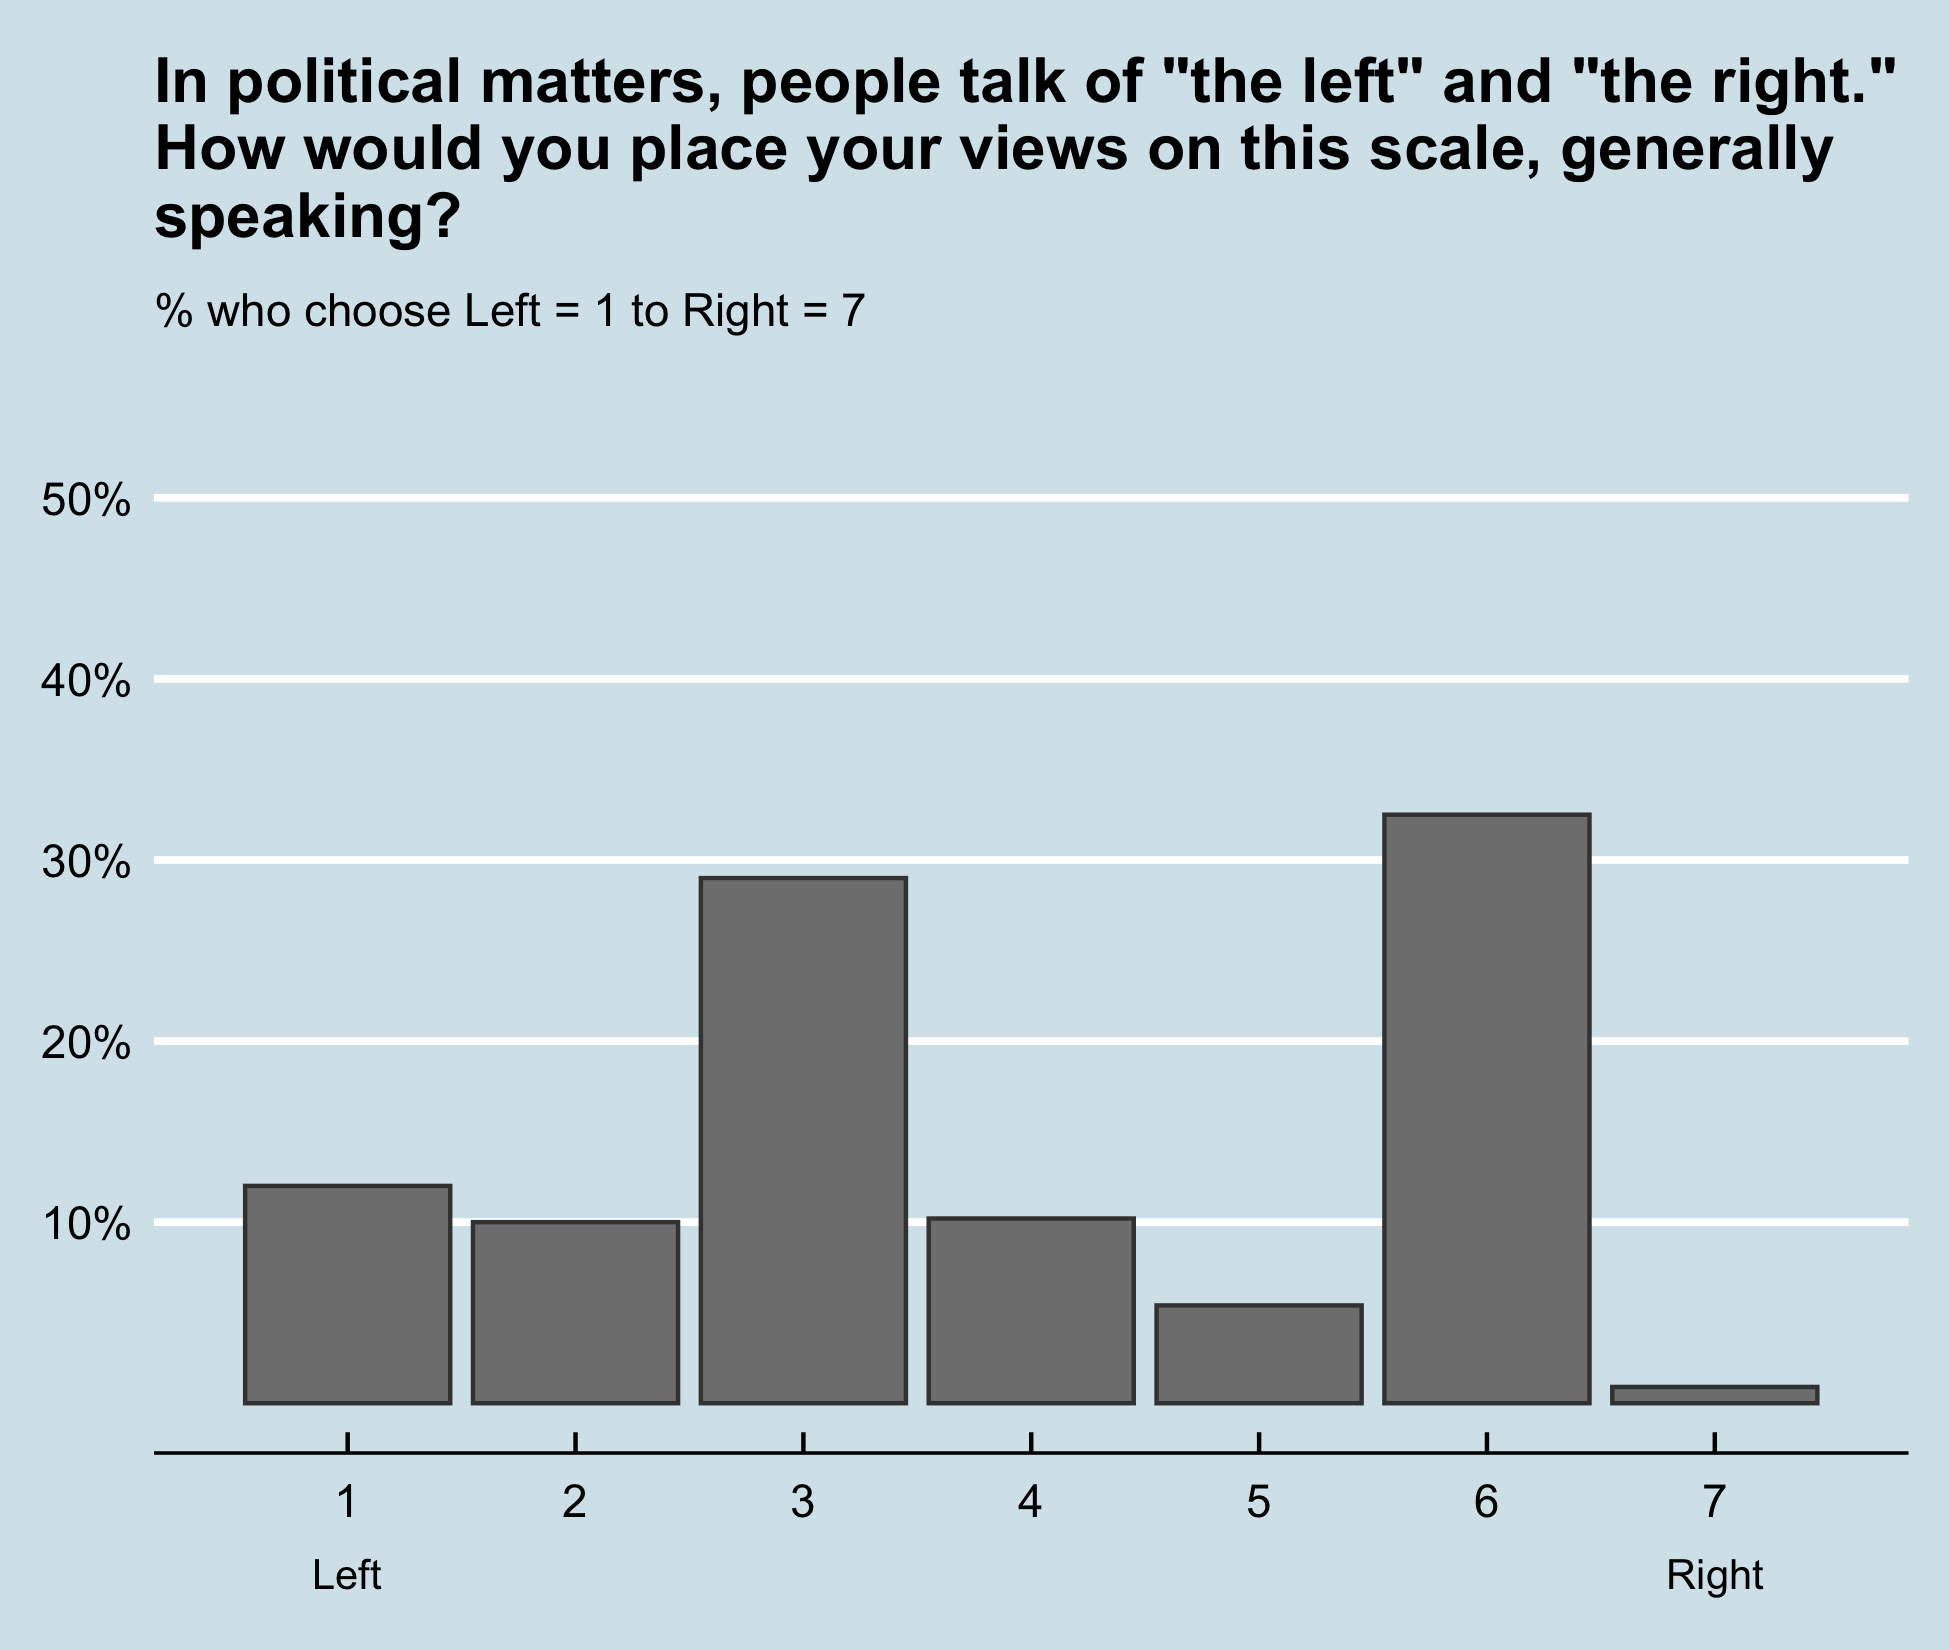 In political matters, people talk of "the left" and "the right."
How would you place your views on this scale, generally
speaking?
% who choose Left = 1 to Right = 7
50%
40%
30%
20%
10%
1 2 3 4 5 6 7
Left Right